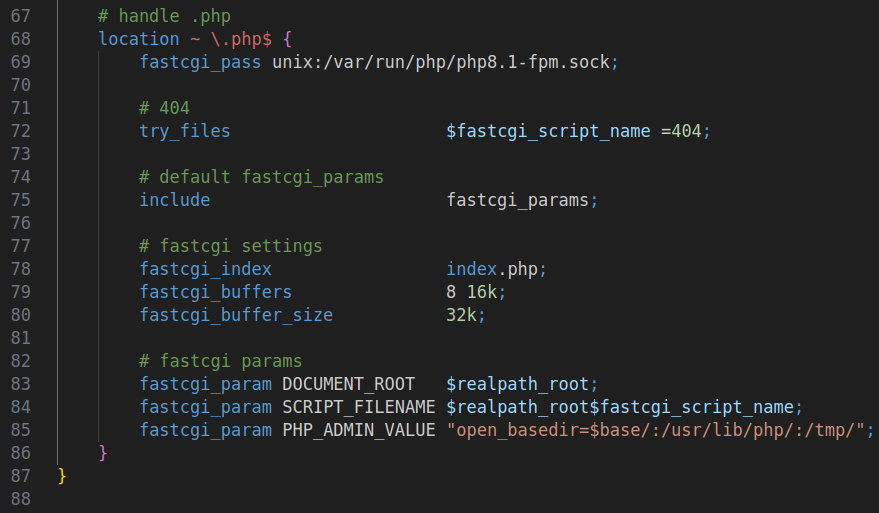 67 # handle .php
68 location ~ \.php$ {
69 fastcgi_pass unix:/var/run/php/php8.1-fpm.sock;
70
71 # 404
72 try_files $fastcgi_script_name =404;
73
74 # default fastcgi_params
75 include fastcgi_params;
76
77 # fastcgi settings
78 fastcgi_index index.php;
79 fastcgi_buffers 8 16k;
80 fastcgi_buffer_size 32k;
81
82 # fastcgi params
83 fastcgi_param DOCUMENT_ROOT $realpath_root;
84 fastcgi_param SCRIPT_FILENAME $realpath_root$fastcgi_script_name;
85 fastcgi_param PHP_ADMIN_VALUE "open_basedir=$base/:/usr/lib/php/:/tmp/";
86 }
87 }
88